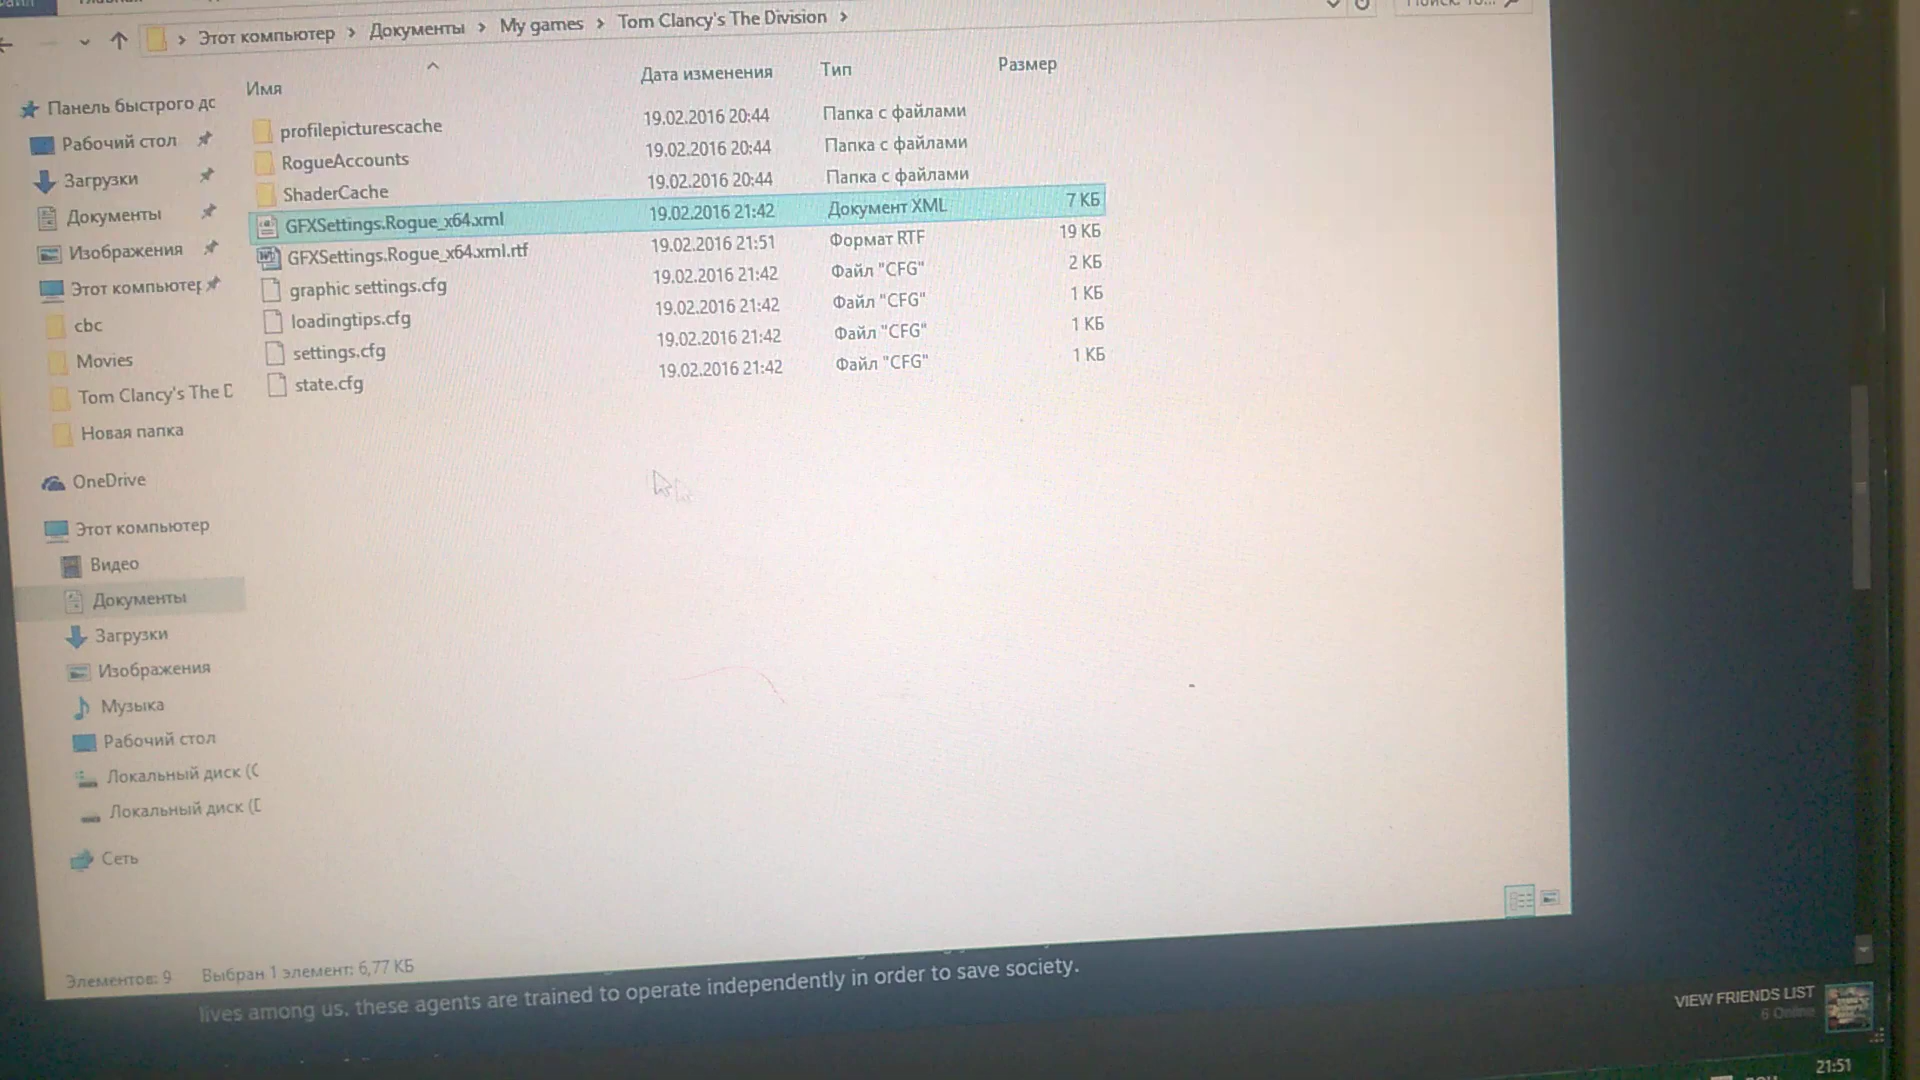 Этот компьютер > Документы > My games > Tom Clancy's The Division >
Имя Дата изменения Тип Размер
profilepicturescache 19.02.2016 20:44 Папка с файлами
RogueAccounts 19.02.2016 20:44 Папка с файлами
ShaderCache 19.02.2016 20:44 Папка с файлами
GFXSettings.Rogue_x64.xml 19.02.2016 21:42 Документ XML 7 КБ
GFXSettings.Rogue_x64.xml.rtf 19.02.2016 21:51 Формат RTF 19 КБ
graphic settings.cfg 19.02.2016 21:42 Файл "CFG" 2 КБ
loadingtips.cfg 19.02.2016 21:42 Файл "CFG" 1 КБ
settings.cfg 19.02.2016 21:42 Файл "CFG" 1 КБ
state.cfg 19.02.2016 21:42 Файл "CFG" 1 КБ
Панель быстрого дс
Рабочий стол
Загрузки
Документы
Изображения
Этот компьютер
cbc
Movies
Tom Clancy's The D
Новая папка
OneDrive
Этот компьютер
Видео
Документы
Загрузки
Изображения
Музыка
Рабочий стол
Локальный диск (C
Локальный диск (D
Сеть
Элементов: 9 Выбран 1 элемент: 6,77 КБ
lives among us, these agents are trained to operate independently in order to save society.
VIEW FRIENDS LIST
6 Online
21:51